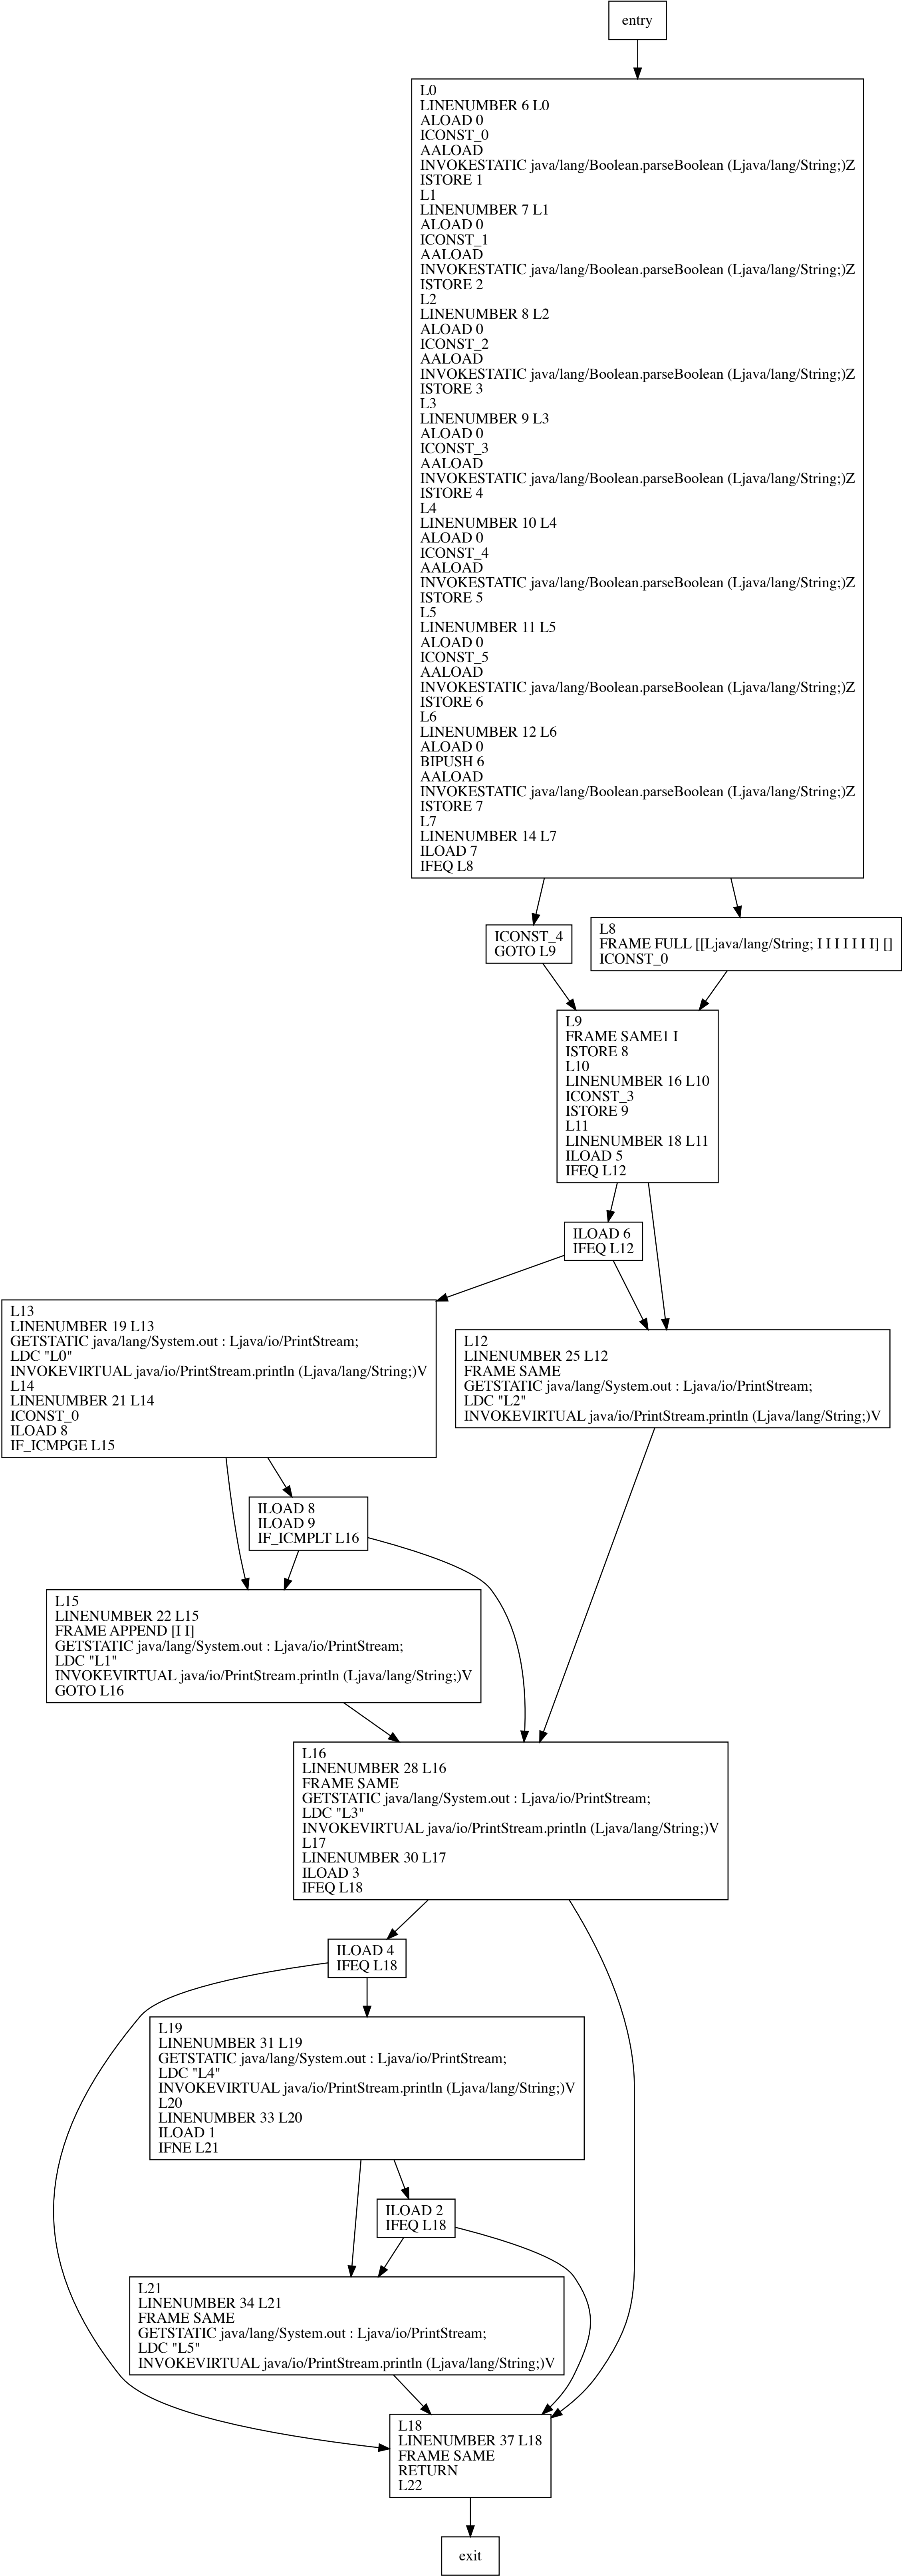 entry
L0
LINENUMBER 6 L0
ALOAD 0
ICONST_0
AALOAD
INVOKESTATIC java/lang/Boolean.parseBoolean (Ljava/lang/String;)Z
ISTORE 1
L1
LINENUMBER 7 L1
ALOAD 0
ICONST_1
AALOAD
INVOKESTATIC java/lang/Boolean.parseBoolean (Ljava/lang/String;)Z
ISTORE 2
L2
LINENUMBER 8 L2
ALOAD 0
ICONST_2
AALOAD
INVOKESTATIC java/lang/Boolean.parseBoolean (Ljava/lang/String;)Z
ISTORE 3
L3
LINENUMBER 9 L3
ALOAD 0
ICONST_3
AALOAD
INVOKESTATIC java/lang/Boolean.parseBoolean (Ljava/lang/String;)Z
ISTORE 4
L4
LINENUMBER 10 L4
ALOAD 0
ICONST_4
AALOAD
INVOKESTATIC java/lang/Boolean.parseBoolean (Ljava/lang/String;)Z
ISTORE 5
L5
LINENUMBER 11 L5
ALOAD 0
ICONST_5
AALOAD
INVOKESTATIC java/lang/Boolean.parseBoolean (Ljava/lang/String;)Z
ISTORE 6
L6
LINENUMBER 12 L6
ALOAD 0
BIPUSH 6
AALOAD
INVOKESTATIC java/lang/Boolean.parseBoolean (Ljava/lang/String;)Z
ISTORE 7
L7
LINENUMBER 14 L7
ILOAD 7
IFEQ L8
ICONST_4
GOTO L9
L8
FRAME FULL [[Ljava/lang/String; I I I I I I I] []
ICONST_0
L9
FRAME SAME1 I
ISTORE 8
L10
LINENUMBER 16 L10
ICONST_3
ISTORE 9
L11
LINENUMBER 18 L11
ILOAD 5
IFEQ L12
ILOAD 6
IFEQ L12
L13
LINENUMBER 19 L13
GETSTATIC java/lang/System.out : Ljava/io/PrintStream;
LDC "L0"
INVOKEVIRTUAL java/io/PrintStream.println (Ljava/lang/String;)V
L14
LINENUMBER 21 L14
ICONST_0
ILOAD 8
IF_ICMPGE L15
L12
LINENUMBER 25 L12
FRAME SAME
GETSTATIC java/lang/System.out : Ljava/io/PrintStream;
LDC "L2"
INVOKEVIRTUAL java/io/PrintStream.println (Ljava/lang/String;)V
ILOAD 8
ILOAD 9
IF_ICMPLT L16
L15
LINENUMBER 22 L15
FRAME APPEND [I I]
GETSTATIC java/lang/System.out : Ljava/io/PrintStream;
LDC "L1"
INVOKEVIRTUAL java/io/PrintStream.println (Ljava/lang/String;)V
GOTO L16
L16
LINENUMBER 28 L16
FRAME SAME
GETSTATIC java/lang/System.out : Ljava/io/PrintStream;
LDC "L3"
INVOKEVIRTUAL java/io/PrintStream.println (Ljava/lang/String;)V
L17
LINENUMBER 30 L17
ILOAD 3
IFEQ L18
ILOAD 4
IFEQ L18
L19
LINENUMBER 31 L19
GETSTATIC java/lang/System.out : Ljava/io/PrintStream;
LDC "L4"
INVOKEVIRTUAL java/io/PrintStream.println (Ljava/lang/String;)V
L20
LINENUMBER 33 L20
ILOAD 1
IFNE L21
ILOAD 2
IFEQ L18
L21
LINENUMBER 34 L21
FRAME SAME
GETSTATIC java/lang/System.out : Ljava/io/PrintStream;
LDC "L5"
INVOKEVIRTUAL java/io/PrintStream.println (Ljava/lang/String;)V
L18
LINENUMBER 37 L18
FRAME SAME
RETURN
L22
exit